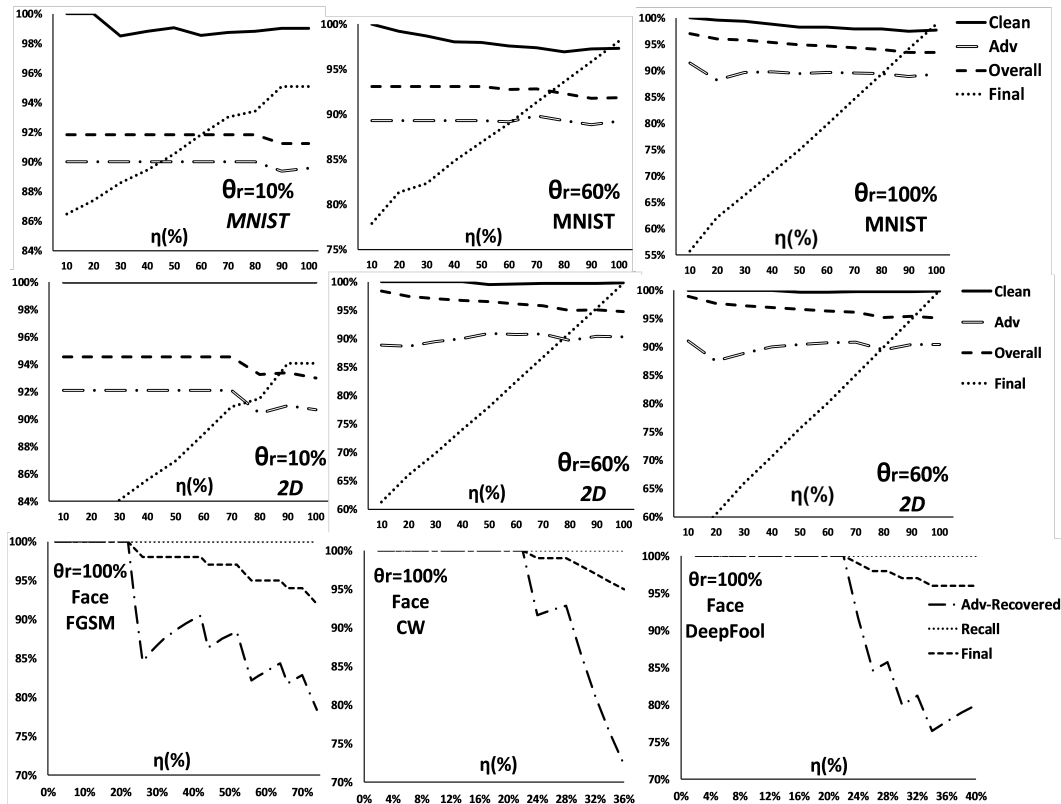 100%
98%
96%
94%
92%
90%
88%
86%
84%
θr=10%
MNIST
η(%)
10 20 30 40 50 60 70 80 90 100
100%
95%
90%
85%
80%
75%
θr=60%
MNIST
η(%)
10 20 30 40 50 60 70 80 90 100
100%
95%
90%
85%
80%
75%
70%
65%
60%
55%
θr=100%
MNIST
η(%)
10 20 30 40 50 60 70 80 90 100
Clean
Adv
Overall
Final
100%
98%
96%
94%
92%
90%
88%
86%
84%
θr=10%
2D
η(%)
10 20 30 40 50 60 70 80 90 100
100%
95%
90%
85%
80%
75%
70%
65%
60%
θr=60%
2D
η(%)
10 20 30 40 50 60 70 80 90 100
100%
95%
90%
85%
80%
75%
70%
65%
60%
θr=60%
2D
η(%)
10 20 30 40 50 60 70 80 90 100
Clean
Adv
Overall
Final
100%
95%
90%
85%
80%
75%
70%
θr=100%
Face
FGSM
η(%)
0% 10% 20% 30% 40% 50% 60% 70%
100%
95%
90%
85%
80%
75%
70%
θr=100%
Face
CW
η(%)
0% 4% 8% 12% 16% 20% 24% 28% 32% 36%
100%
95%
90%
85%
80%
75%
70%
θr=100%
Face
DeepFool
η(%)
0% 4% 8% 12% 16% 20% 24% 28% 32% 36% 40%
Adv-Recovered
Recall
Final